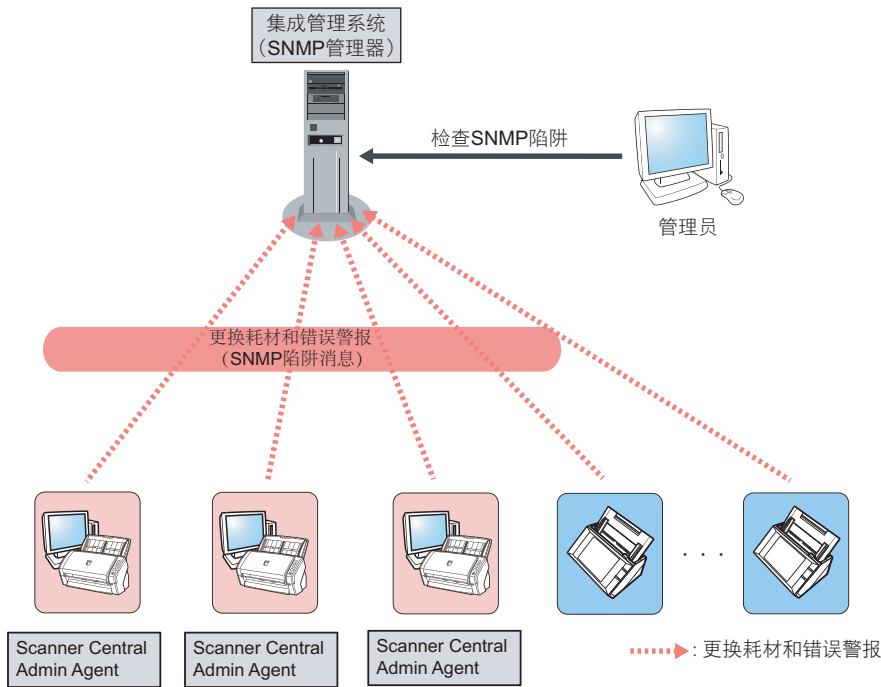 集成管理系统
（SNMP管理器）
检查SNMP陷阱
管理员
更换耗材和错误警报
（SNMP陷阱消息）
. . .
Scanner Central
Admin Agent
Scanner Central
Admin Agent
Scanner Central
Admin Agent
: 更换耗材和错误警报